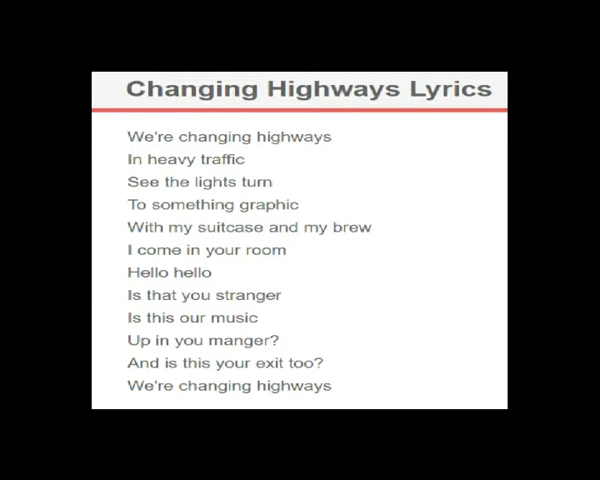 Changing Highways Lyrics
We're changing highways
In heavy traffic
See the lights turn
To something graphic
With my suitcase and my brew
I come in your room
Hello hello
Is that you stranger
Is this our music
Up in you manger?
And is this your exit too?
We're changing highways